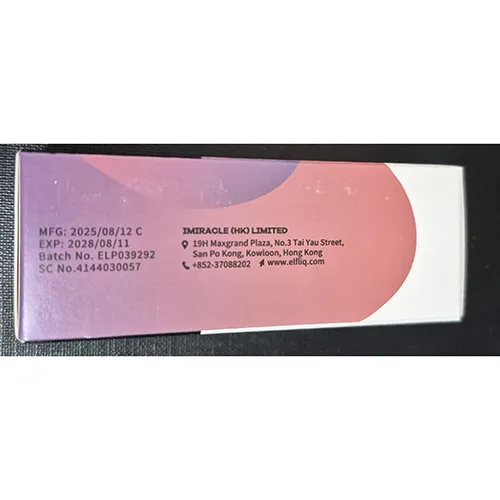 MFG: 2025/08/12 C
EXP: 2028/08/11
Batch No. ELP039292
SC No.4144030057
IMIRACLE (HK) LIMITED
19H Maxgrand Plaza, No.3 Tai Yau Street,
San Po Kong, Kowloon, Hong Kong
+852-37088202 www.elfliq.com